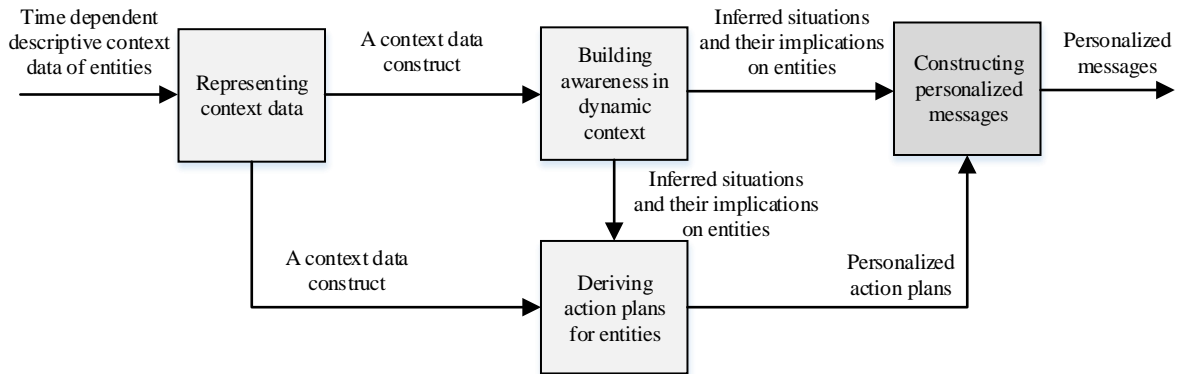 Time dependent
descriptive context
data of entities
Representing
context data
A context data
construct
Building
awareness in
dynamic
context
Inferred situations
and their implications
on entities
Constructing
personalized
messages
Personalized
messages
Inferred situations
and their implications
on entities
A context data
construct
Deriving
action plans
for entities
Personalized
action plans